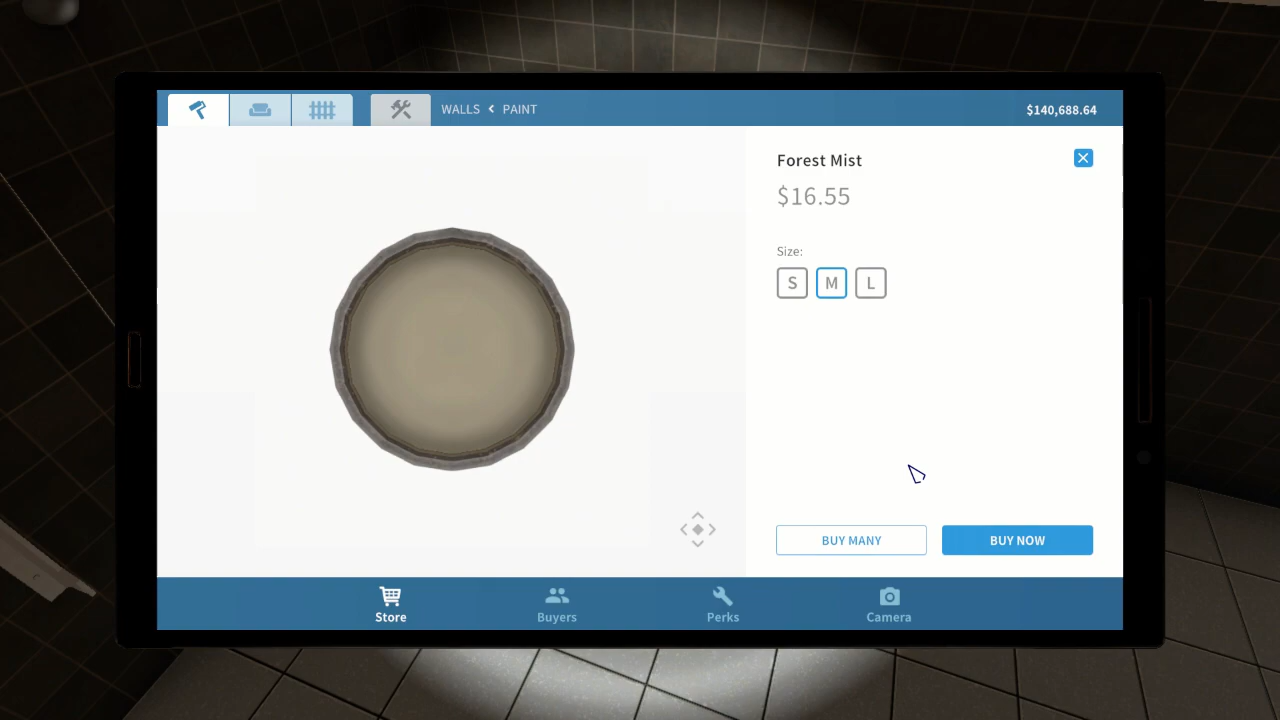 WALLS < PAINT
$140,688.64
Forest Mist
$16.55
Size:
S M L
BUY MANY
BUY NOW
Store
Buyers
Perks
Camera